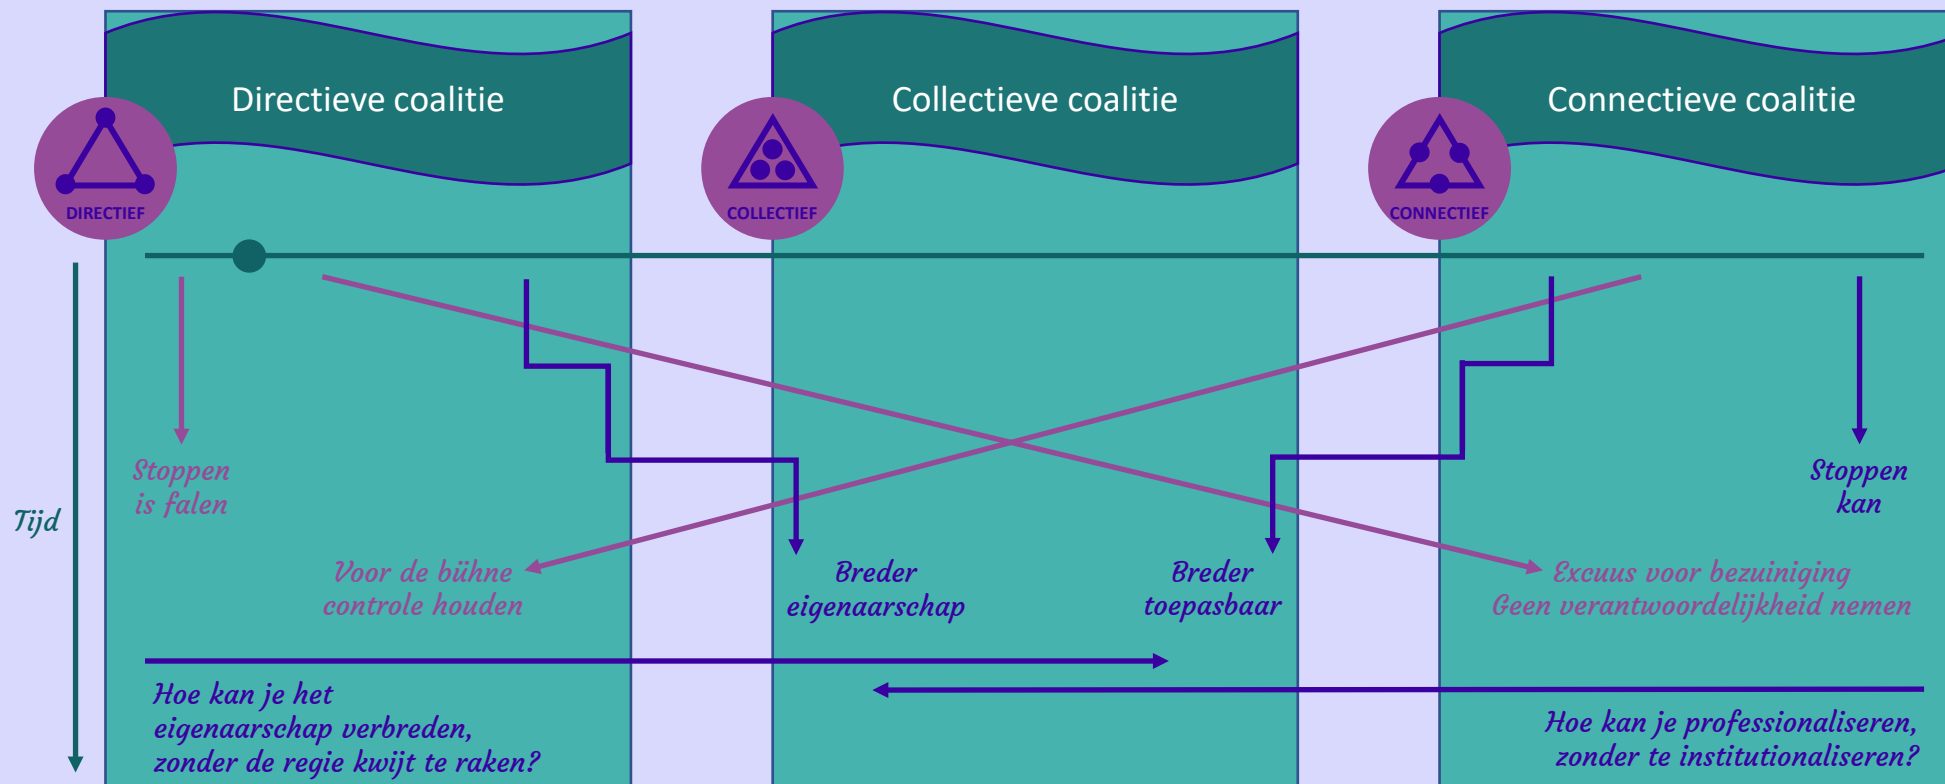 Directieve coalitie
Collectieve coalitie
Connectieve coalitie
DIRECTIEF
COLLECTIEF
CONNECTIEF
Stoppen
is falen
Stoppen
kan
Tijd
Voor de bühne
controle houden
Breder
eigenaarschap
Breder
toepasbaar
Excuus voor bezuiniging
Geen verantwoordelijkheid nemen
Hoe kan je het
eigenaarschap verbreden,
zonder de regie kwijt te raken?
Hoe kan je professionaliseren,
zonder te institutionaliseren?